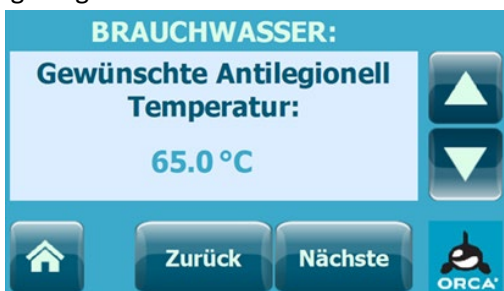 BRAUCHWASSER:
Gewünschte Antilegionell
Temperatur:
65.0 °C
Zurück
Nächste
ORCA